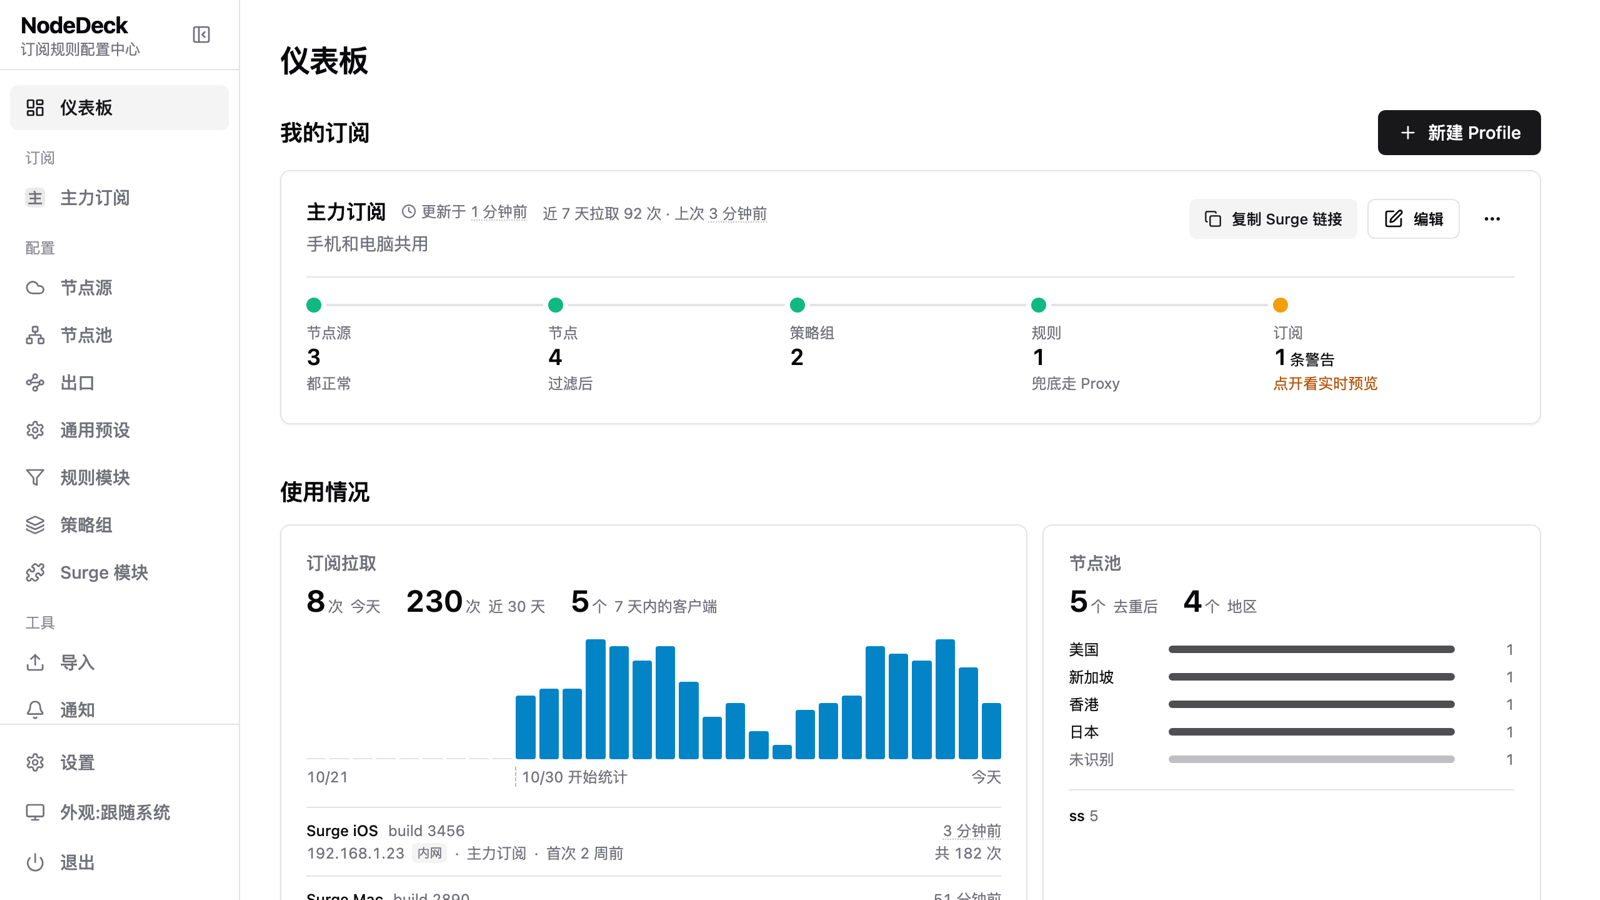 NodeDeck
订阅规则配置中心
仪表板
订阅
主 主力订阅
配置
节点源
节点池
出口
通用预设
规则模块
策略组
Surge 模块
工具
导入
通知
设置
外观:跟随系统
退出
仪表板
我的订阅
新建 Profile
主力订阅 更新于 1 分钟前 近 7 天拉取 92 次 · 上次 3 分钟前
手机和电脑共用
复制 Surge 链接
编辑
节点源
3
都正常
节点
4
过滤后
策略组
2
规则
1
兜底走 Proxy
订阅
1 条警告
点开看实时预览
使用情况
订阅拉取
8 次 今天 230 次 近 30 天 5 个 7 天内的客户端
10/21 10/30 开始统计 今天
Surge iOS build 3456 3 分钟前
192.168.1.23 内网 · 主力订阅 · 首次 2 周前 共 182 次
Surge Mac build 2890 51 分钟前
节点池
5 个 去重后 4 个 地区
美国 1
新加坡 1
香港 1
日本 1
未识别 1
ss 5